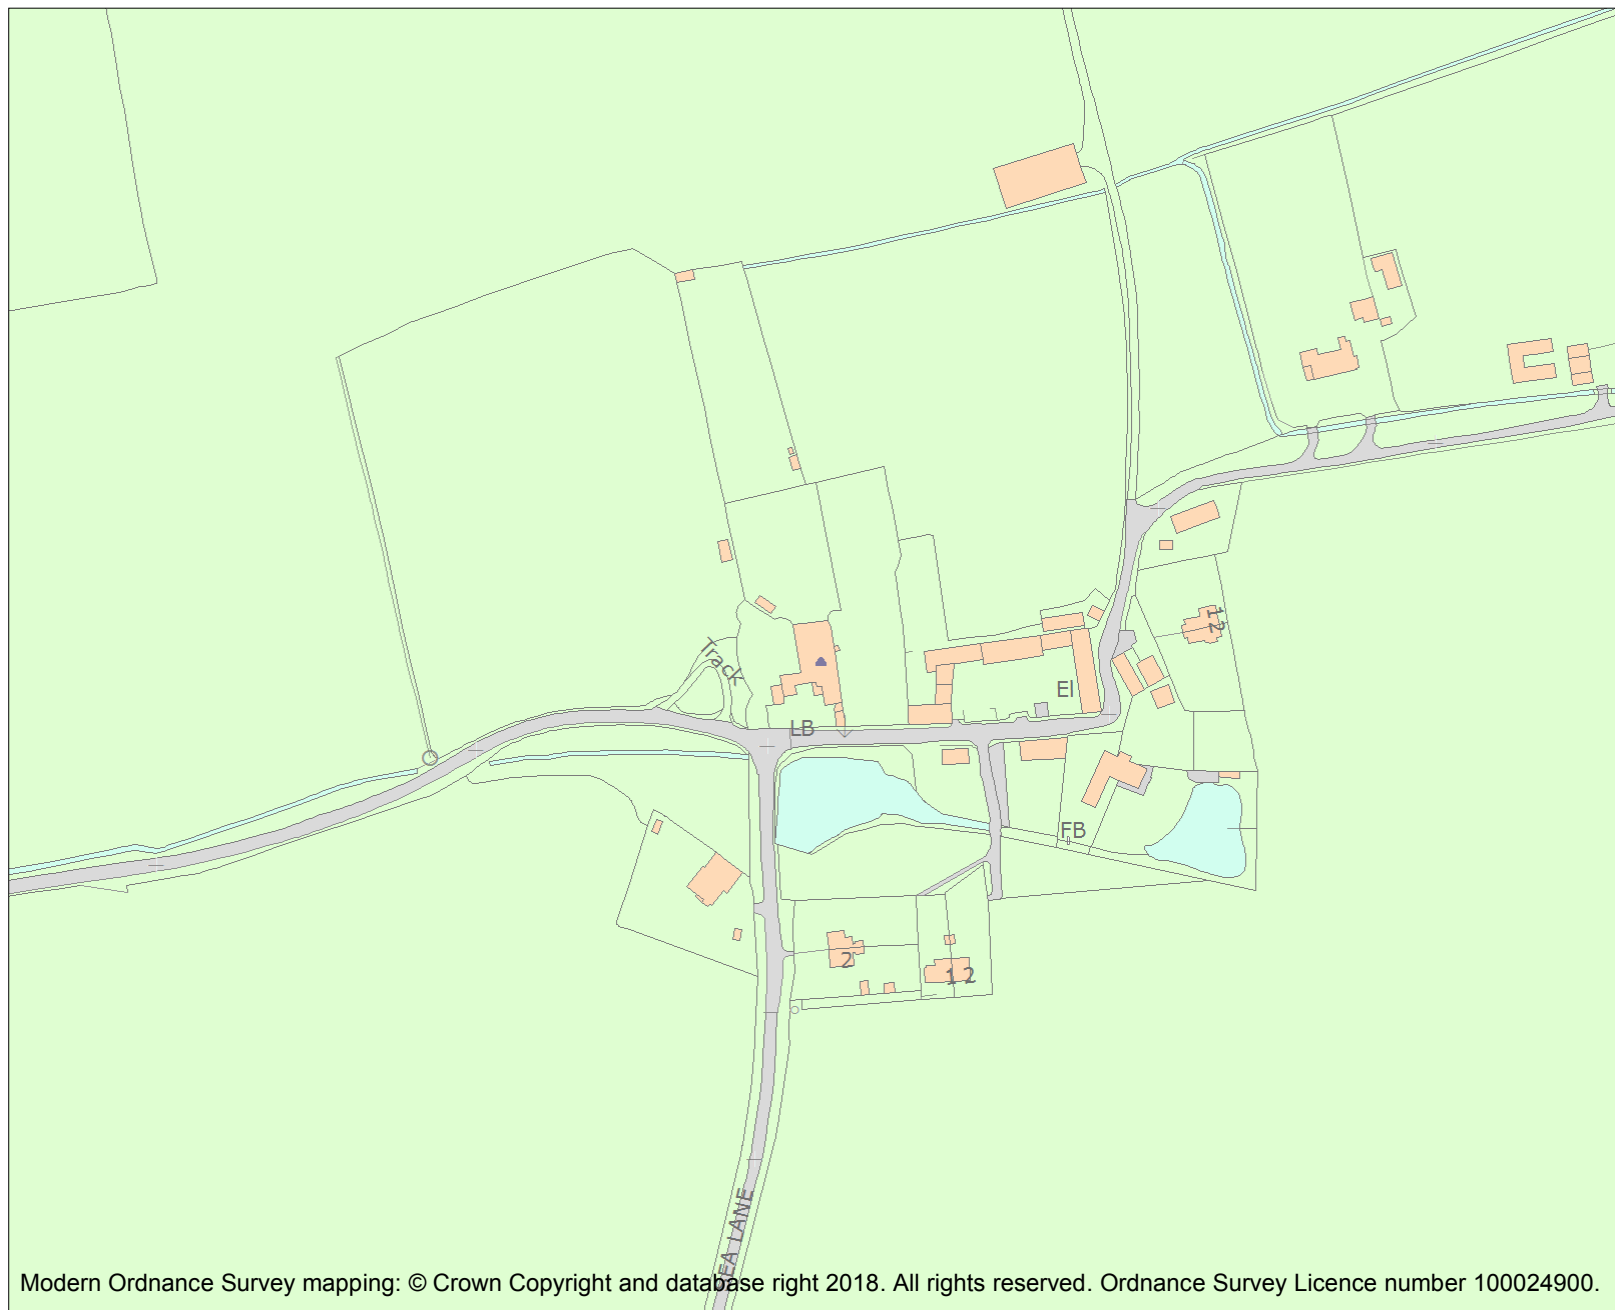 12
Track
El
LB
FB
2
1 2
EA LANE
Modern Ordnance Survey mapping: © Crown Copyright and database right 2018. All rights reserved. Ordnance Survey Licence number 100024900.